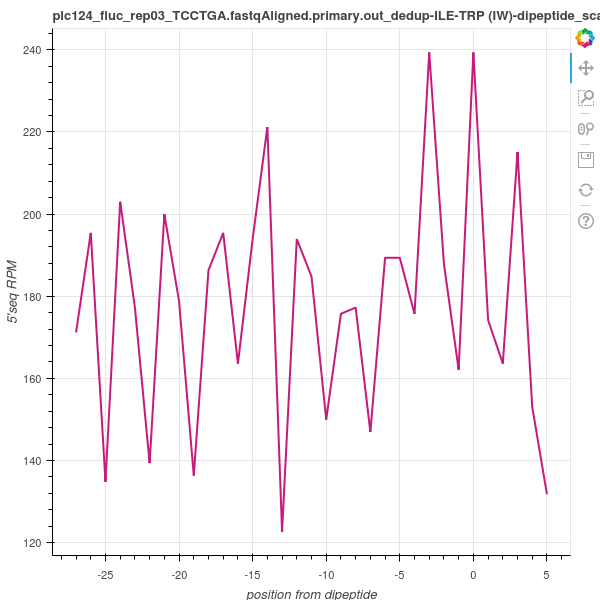 plc124_fluc_rep03_TCCTGA.fastqAligned.primary.out_dedup-ILE-TRP (IW)-dipeptide_sca
240
220
200
180
160
140
120
5'seq RPM
-25 -20 -15 -10 -5 0 5
position from dipeptide